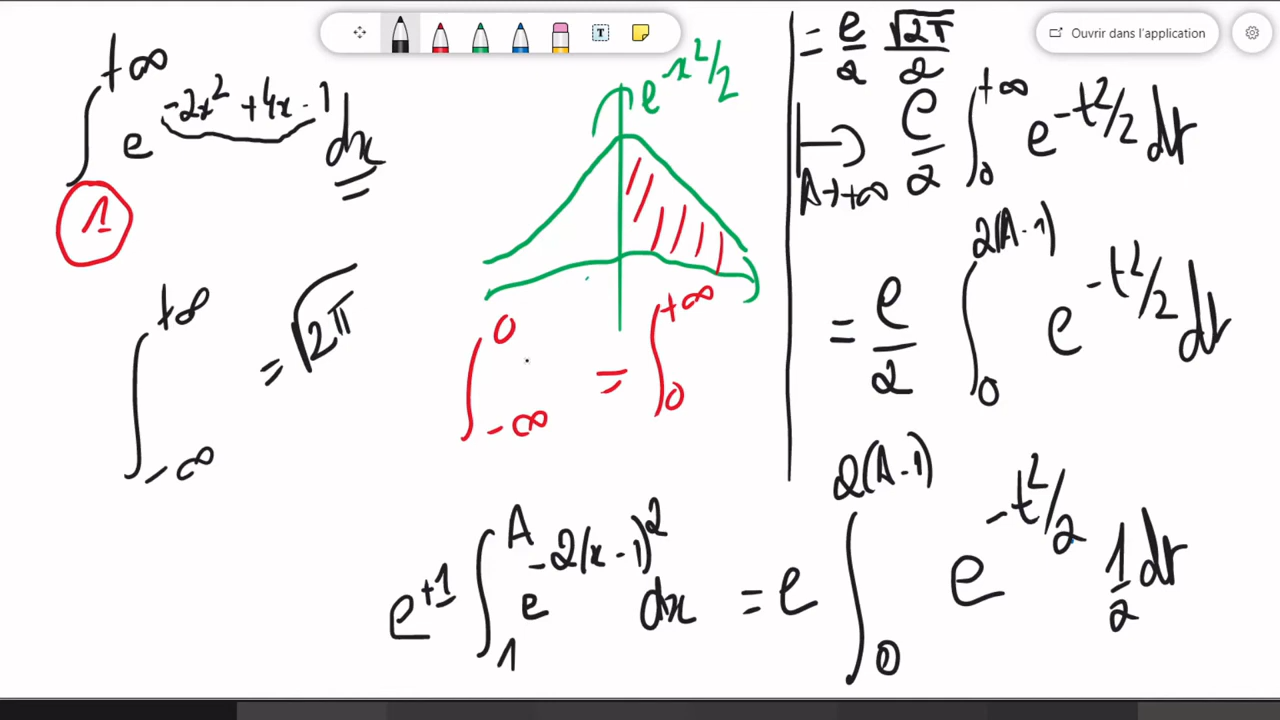 Ouvrir dans l'application
∫_1^{+∞} e^{-2x² + 4x - 1} dx
∫_{-∞}^{+∞} = √2π
e^{-x²/2}
∫_{-∞}^{0} = ∫_0^{+∞}
= e/2 √2π/2
⟼_{A→+∞} e/2 ∫_0^{+∞} e^{-t²/2} dt
= e/2 ∫_0^{2(A-1)} e^{-t²/2} dt
e^{+1} ∫_1^A e^{-2(x-1)²} dx = e ∫_0^{2(A-1)} e^{-t²/2} 1/2 dt